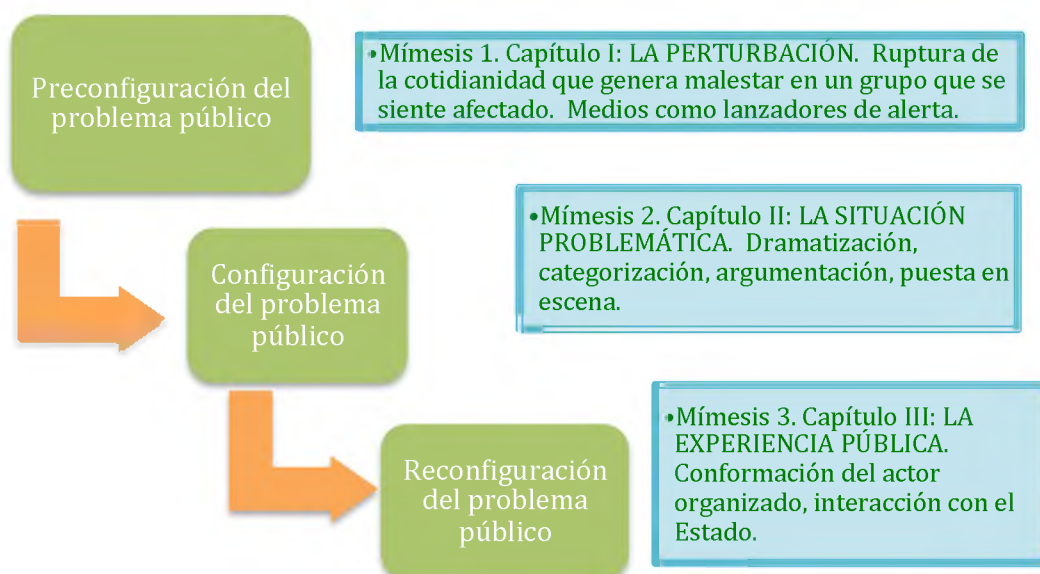 Preconfiguración del
problema público
•Mímesis 1. Capítulo I: LA PERTURBACIÓN. Ruptura de
la cotidianidad que genera malestar en un grupo que se
siente afectado. Medios como lanzadores de alerta.
Configuración
del problema
público
•Mímesis 2. Capítulo II: LA SITUACIÓN
PROBLEMÁTICA. Dramatización,
categorización, argumentación, puesta en
escena.
Reconfiguración
del problema
público
•Mímesis 3. Capítulo III: LA
EXPERIENCIA PÚBLICA.
Conformación del actor
organizado, interacción con el
Estado.